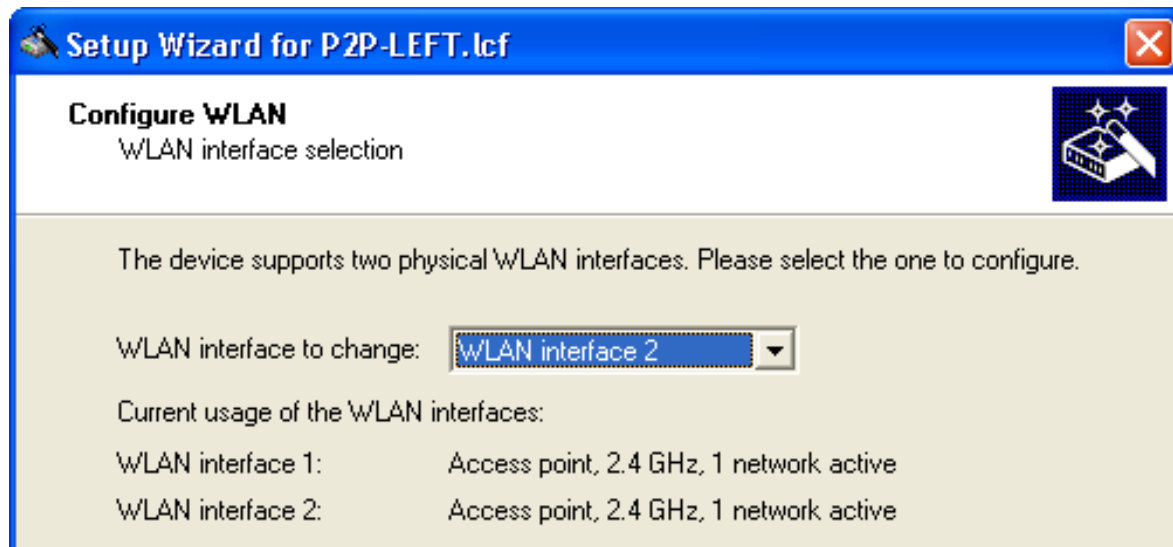 Setup Wizard for P2P-LEFT.lcf
Configure WLAN
WLAN interface selection
The device supports two physical WLAN interfaces. Please select the one to configure.
WLAN interface to change: WLAN interface 2
Current usage of the WLAN interfaces:
WLAN interface 1: Access point, 2.4 GHz, 1 network active
WLAN interface 2: Access point, 2.4 GHz, 1 network active